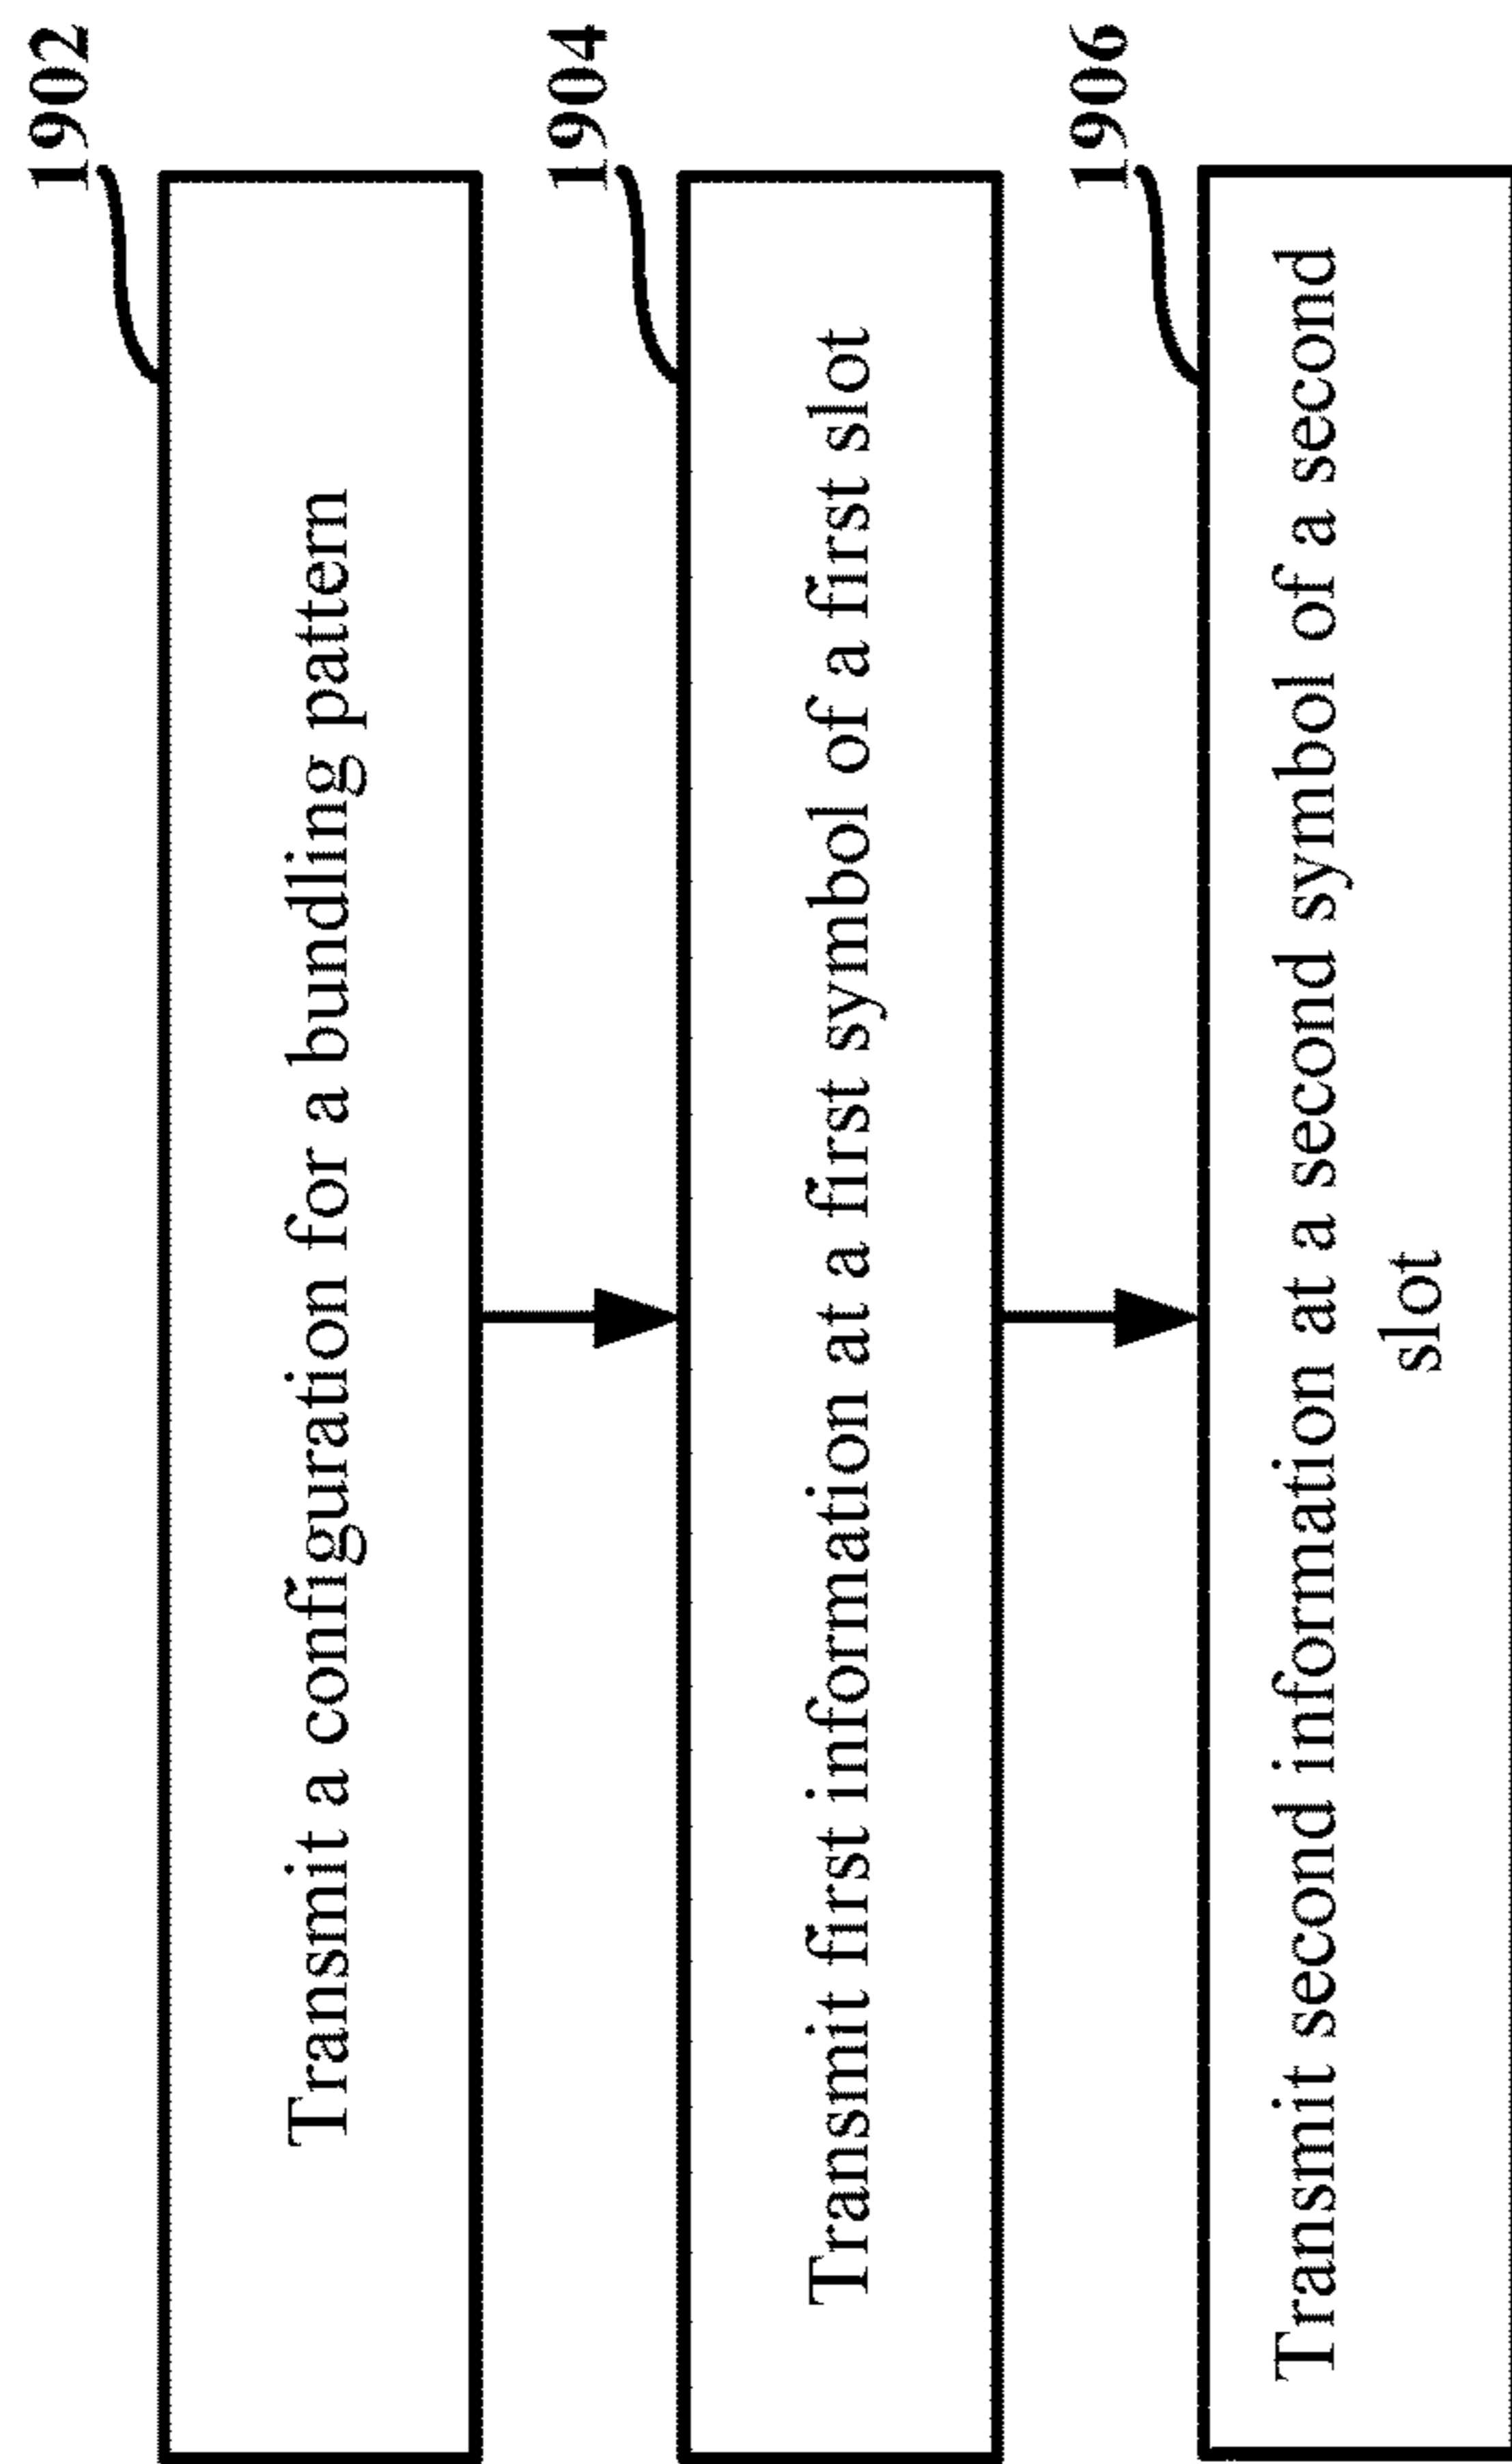 1902
Transmit a configuration for a bundling pattern
1904
Transmit first information at a first symbol of a first slot
1906
Transmit second information at a second symbol of a second
slot